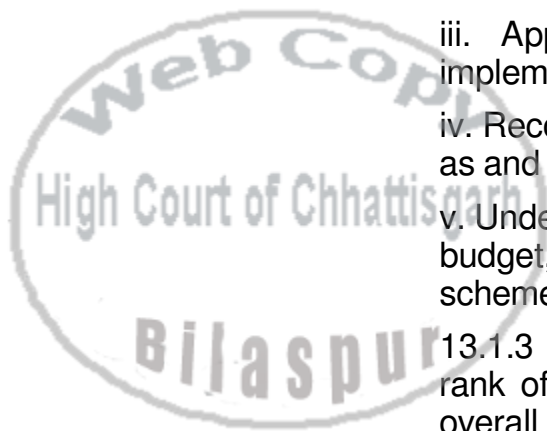 Web Copy
High Court of Chhattisgarh
Bilaspur
iii. App
implem
iv. Reco
as and
v. Unde
budget,
scheme
13.1.3
rank of
overall